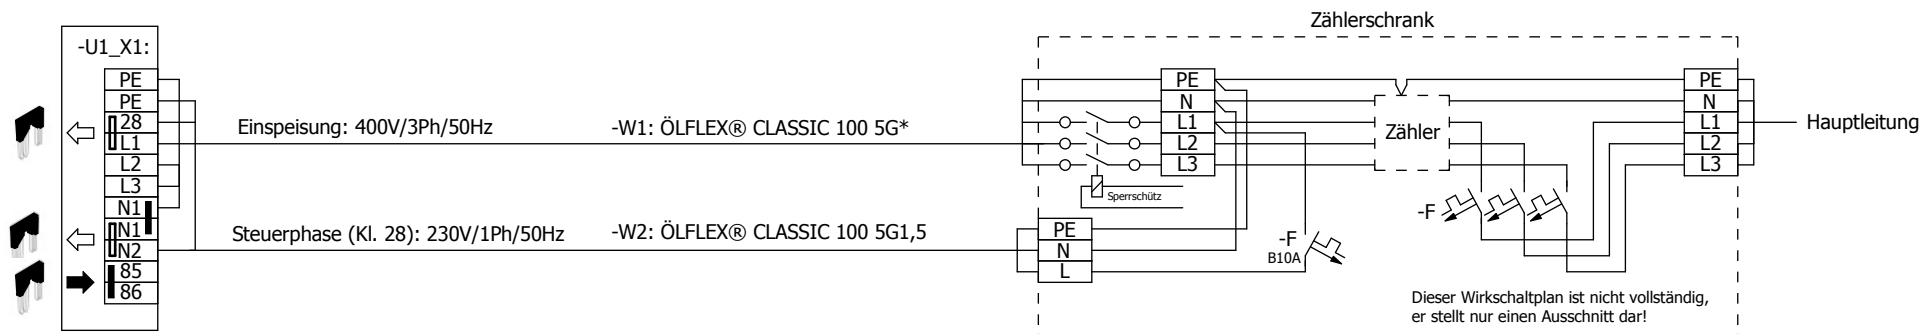 Zählerschrank
-U1_X1:
PE
PE
28
L1
L2
L3
N1
N1
N2
85
86
Einspeisung: 400V/3Ph/50Hz
-W1: ÖLFLEX® CLASSIC 100 5G*
Steuerphase (Kl. 28): 230V/1Ph/50Hz
-W2: ÖLFLEX® CLASSIC 100 5G1,5
Sperrschütz
PE
N
L1
L2
L3
PE
N
L
-F
B10A
Zähler
-F
PE
N
L1
L2
L3
Hauptleitung
Dieser Wirkschaltplan ist nicht vollständig,
er stellt nur einen Ausschnitt dar!